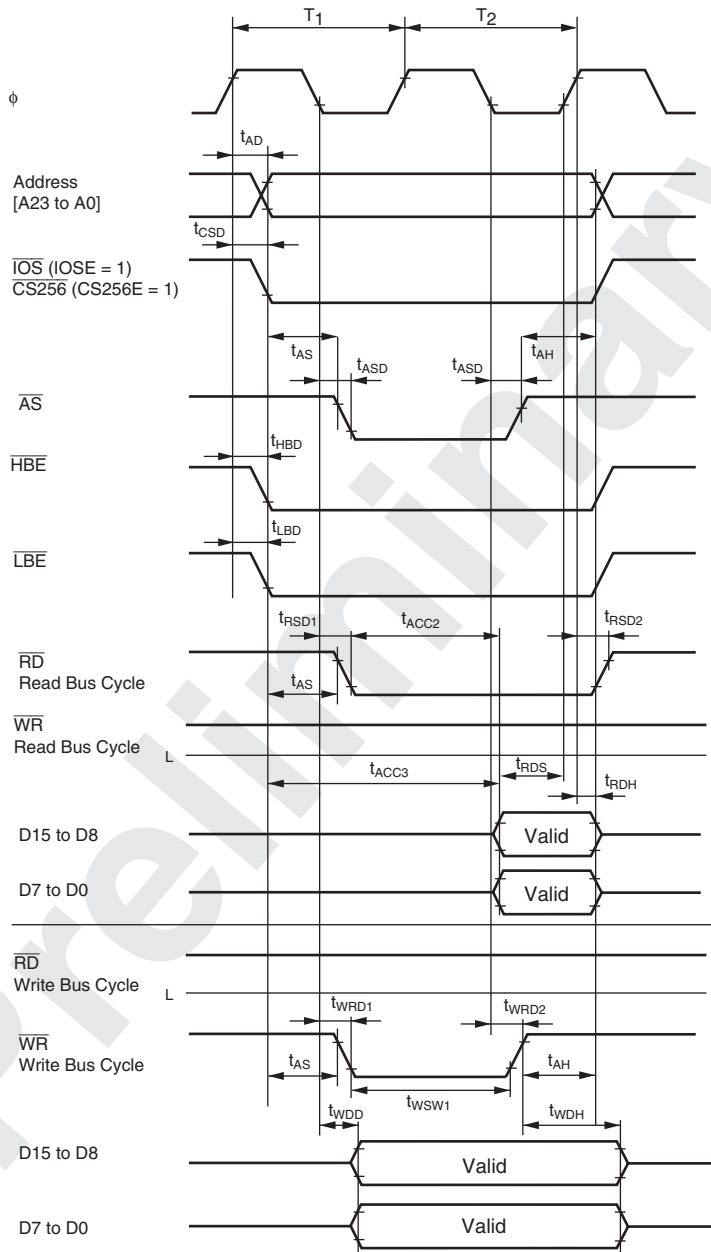 T1 T2
φ
tAD
Address
[A23 to A0]
tCSD
IOS (IOSE = 1)
CS256 (CS256E = 1)
tAS tASD tASD tAH
AS
tHBD
HBE
tLBD
LBE
tRSD1 tACC2 tRSD2
RD
Read Bus Cycle
tAS
WR
Read Bus Cycle
L
tACC3 tRDS tRDH
D15 to D8 Valid
D7 to D0 Valid
RD
Write Bus Cycle
L
tWRD1 tWRD2
WR
Write Bus Cycle
tAS tAH
tWSW1
tWDD tWDH
D15 to D8 Valid
D7 to D0 Valid
Preliminary